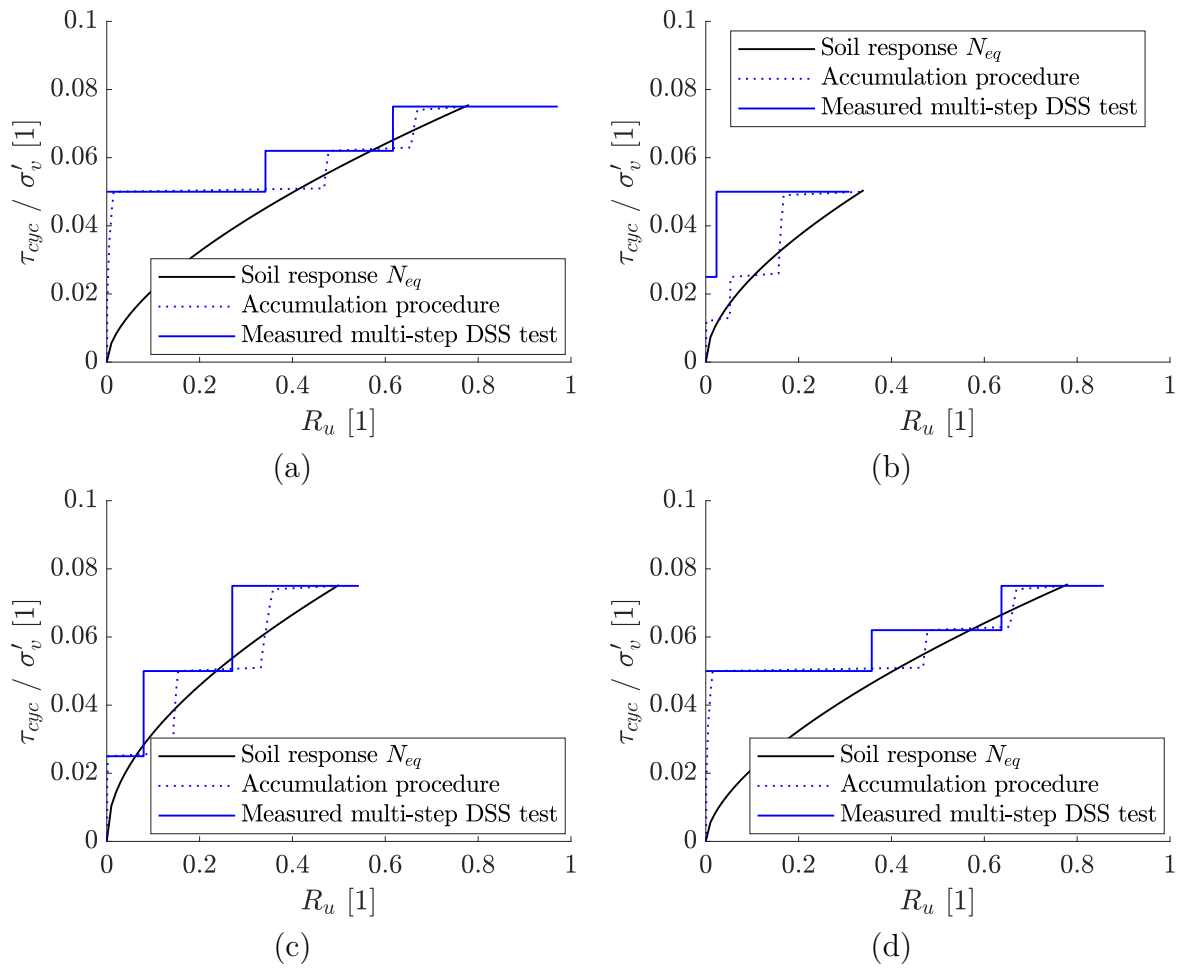 0.1
0.08
0.06
0.04
0.02
0
τcyc / σ′v [1]
Soil response Neq
Accumulation procedure
Measured multi-step DSS test
0 0.2 0.4 0.6 0.8 1
Ru [1]
(a)
0.1
0.08
0.06
0.04
0.02
0
τcyc / σ′v [1]
Soil response Neq
Accumulation procedure
Measured multi-step DSS test
0 0.2 0.4 0.6 0.8 1
Ru [1]
(b)
0.1
0.08
0.06
0.04
0.02
0
τcyc / σ′v [1]
Soil response Neq
Accumulation procedure
Measured multi-step DSS test
0 0.2 0.4 0.6 0.8 1
Ru [1]
(c)
0.1
0.08
0.06
0.04
0.02
0
τcyc / σ′v [1]
Soil response Neq
Accumulation procedure
Measured multi-step DSS test
0 0.2 0.4 0.6 0.8 1
Ru [1]
(d)